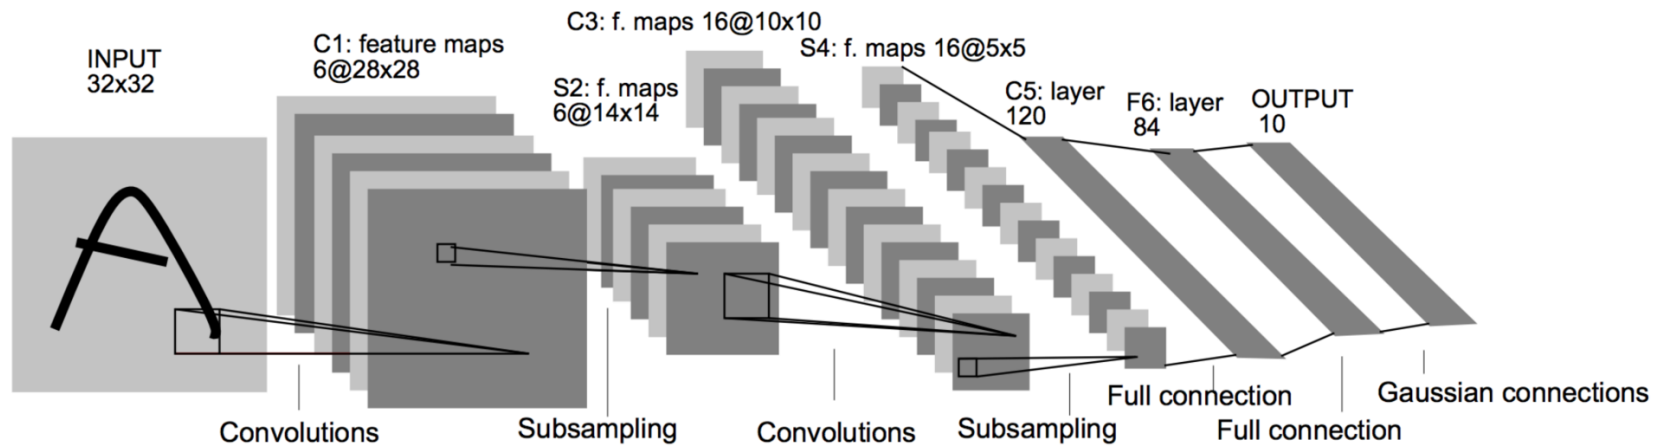 INPUT
32x32
C1: feature maps
6@28x28
S2: f. maps
6@14x14
C3: f. maps 16@10x10
S4: f. maps 16@5x5
C5: layer
120
F6: layer
84
OUTPUT
10
Convolutions
Subsampling
Convolutions
Subsampling
Full connection
Full connection
Gaussian connections